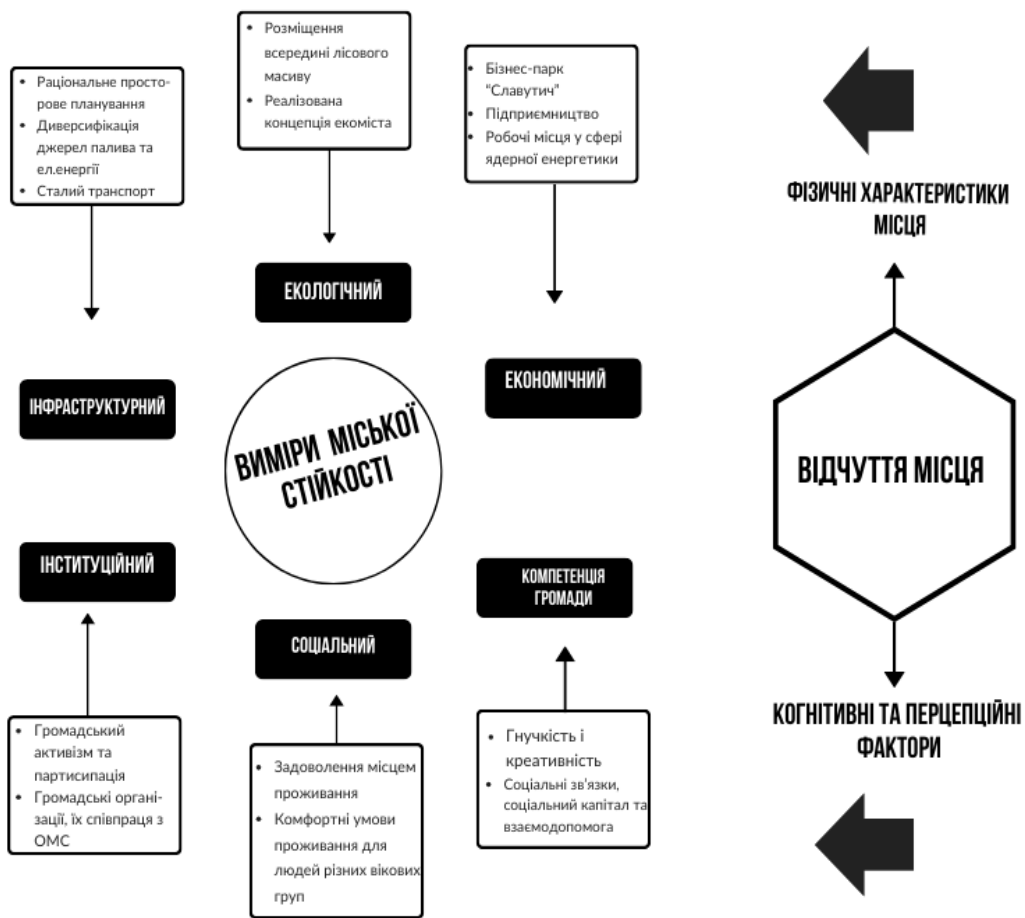 • Раціональне просто-
рове планування
• Диверсифікація
джерел палива та
ел.енергії
• Сталий транспорт
• Розміщення
всередині лісового
масиву
• Реалізована
концепція екоміста
• Бізнес-парк
“Славутич”
• Підприємництво
• Робочі місця у сфері
ядерної енергетики
ФІЗИЧНІ ХАРАКТЕРИСТИКИ
МІСЦЯ
ЕКОЛОГІЧНИЙ
ІНФРАСТРУКТУРНИЙ
ЕКОНОМІЧНИЙ
ВИМІРИ МІСЬКОЇ
СТІЙКОСТІ
ВІДЧУТТЯ МІСЦЯ
ІНСТИТУЦІЙНИЙ
СОЦІАЛЬНИЙ
КОМПЕТЕНЦІЯ
ГРОМАДИ
КОГНІТИВНІ ТА ПЕРЦЕПЦІЙНІ
ФАКТОРИ
• Громадський
активізм та
партисипація
• Громадські органі-
зації, їх співпраця з
ОМС
• Задоволення місцем
проживання
• Комфортні умови
проживання для
людей різних вікових
груп
• Гнучкість і
креативність
• Соціальні зв’язки,
соціальний капітал та
взаємодопомога